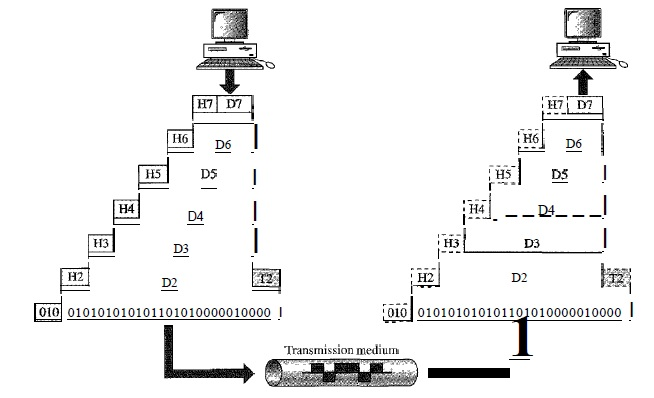 H7 D7 H7 D7
H6 D6 H6 D6
H5 D5 H5 D5
H4 D4 H4 D4
H3 D3 H3 D3
H2 D2 T2 H2 D2 T2
010 010101010101101010000010000 010 010101010101101010000010000
1
Transmission medium